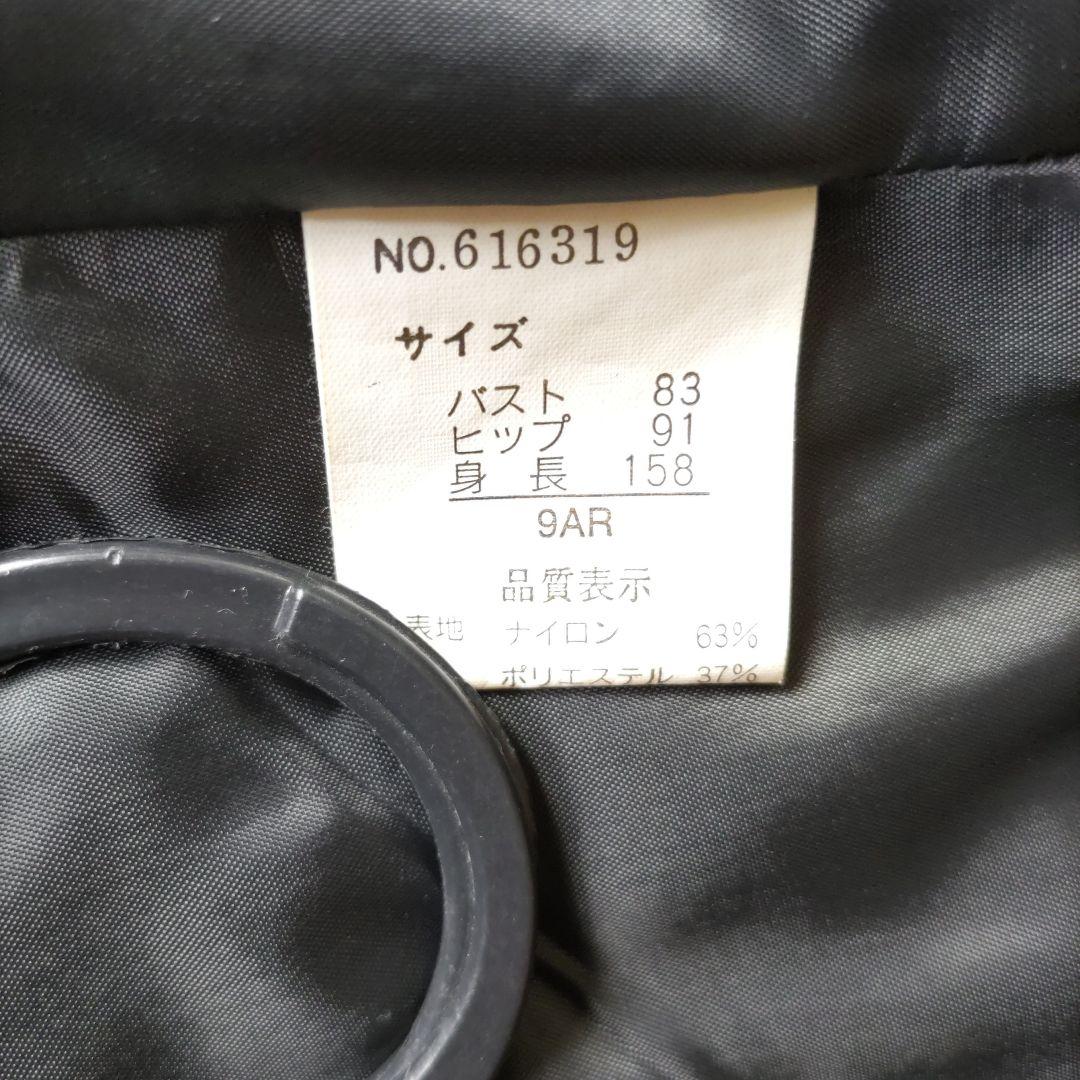 NO.616319
サイズ
バスト 83
ヒップ 91
身長 158
9AR
品質表示
表地 ナイロン 63%
ポリエステル 37%